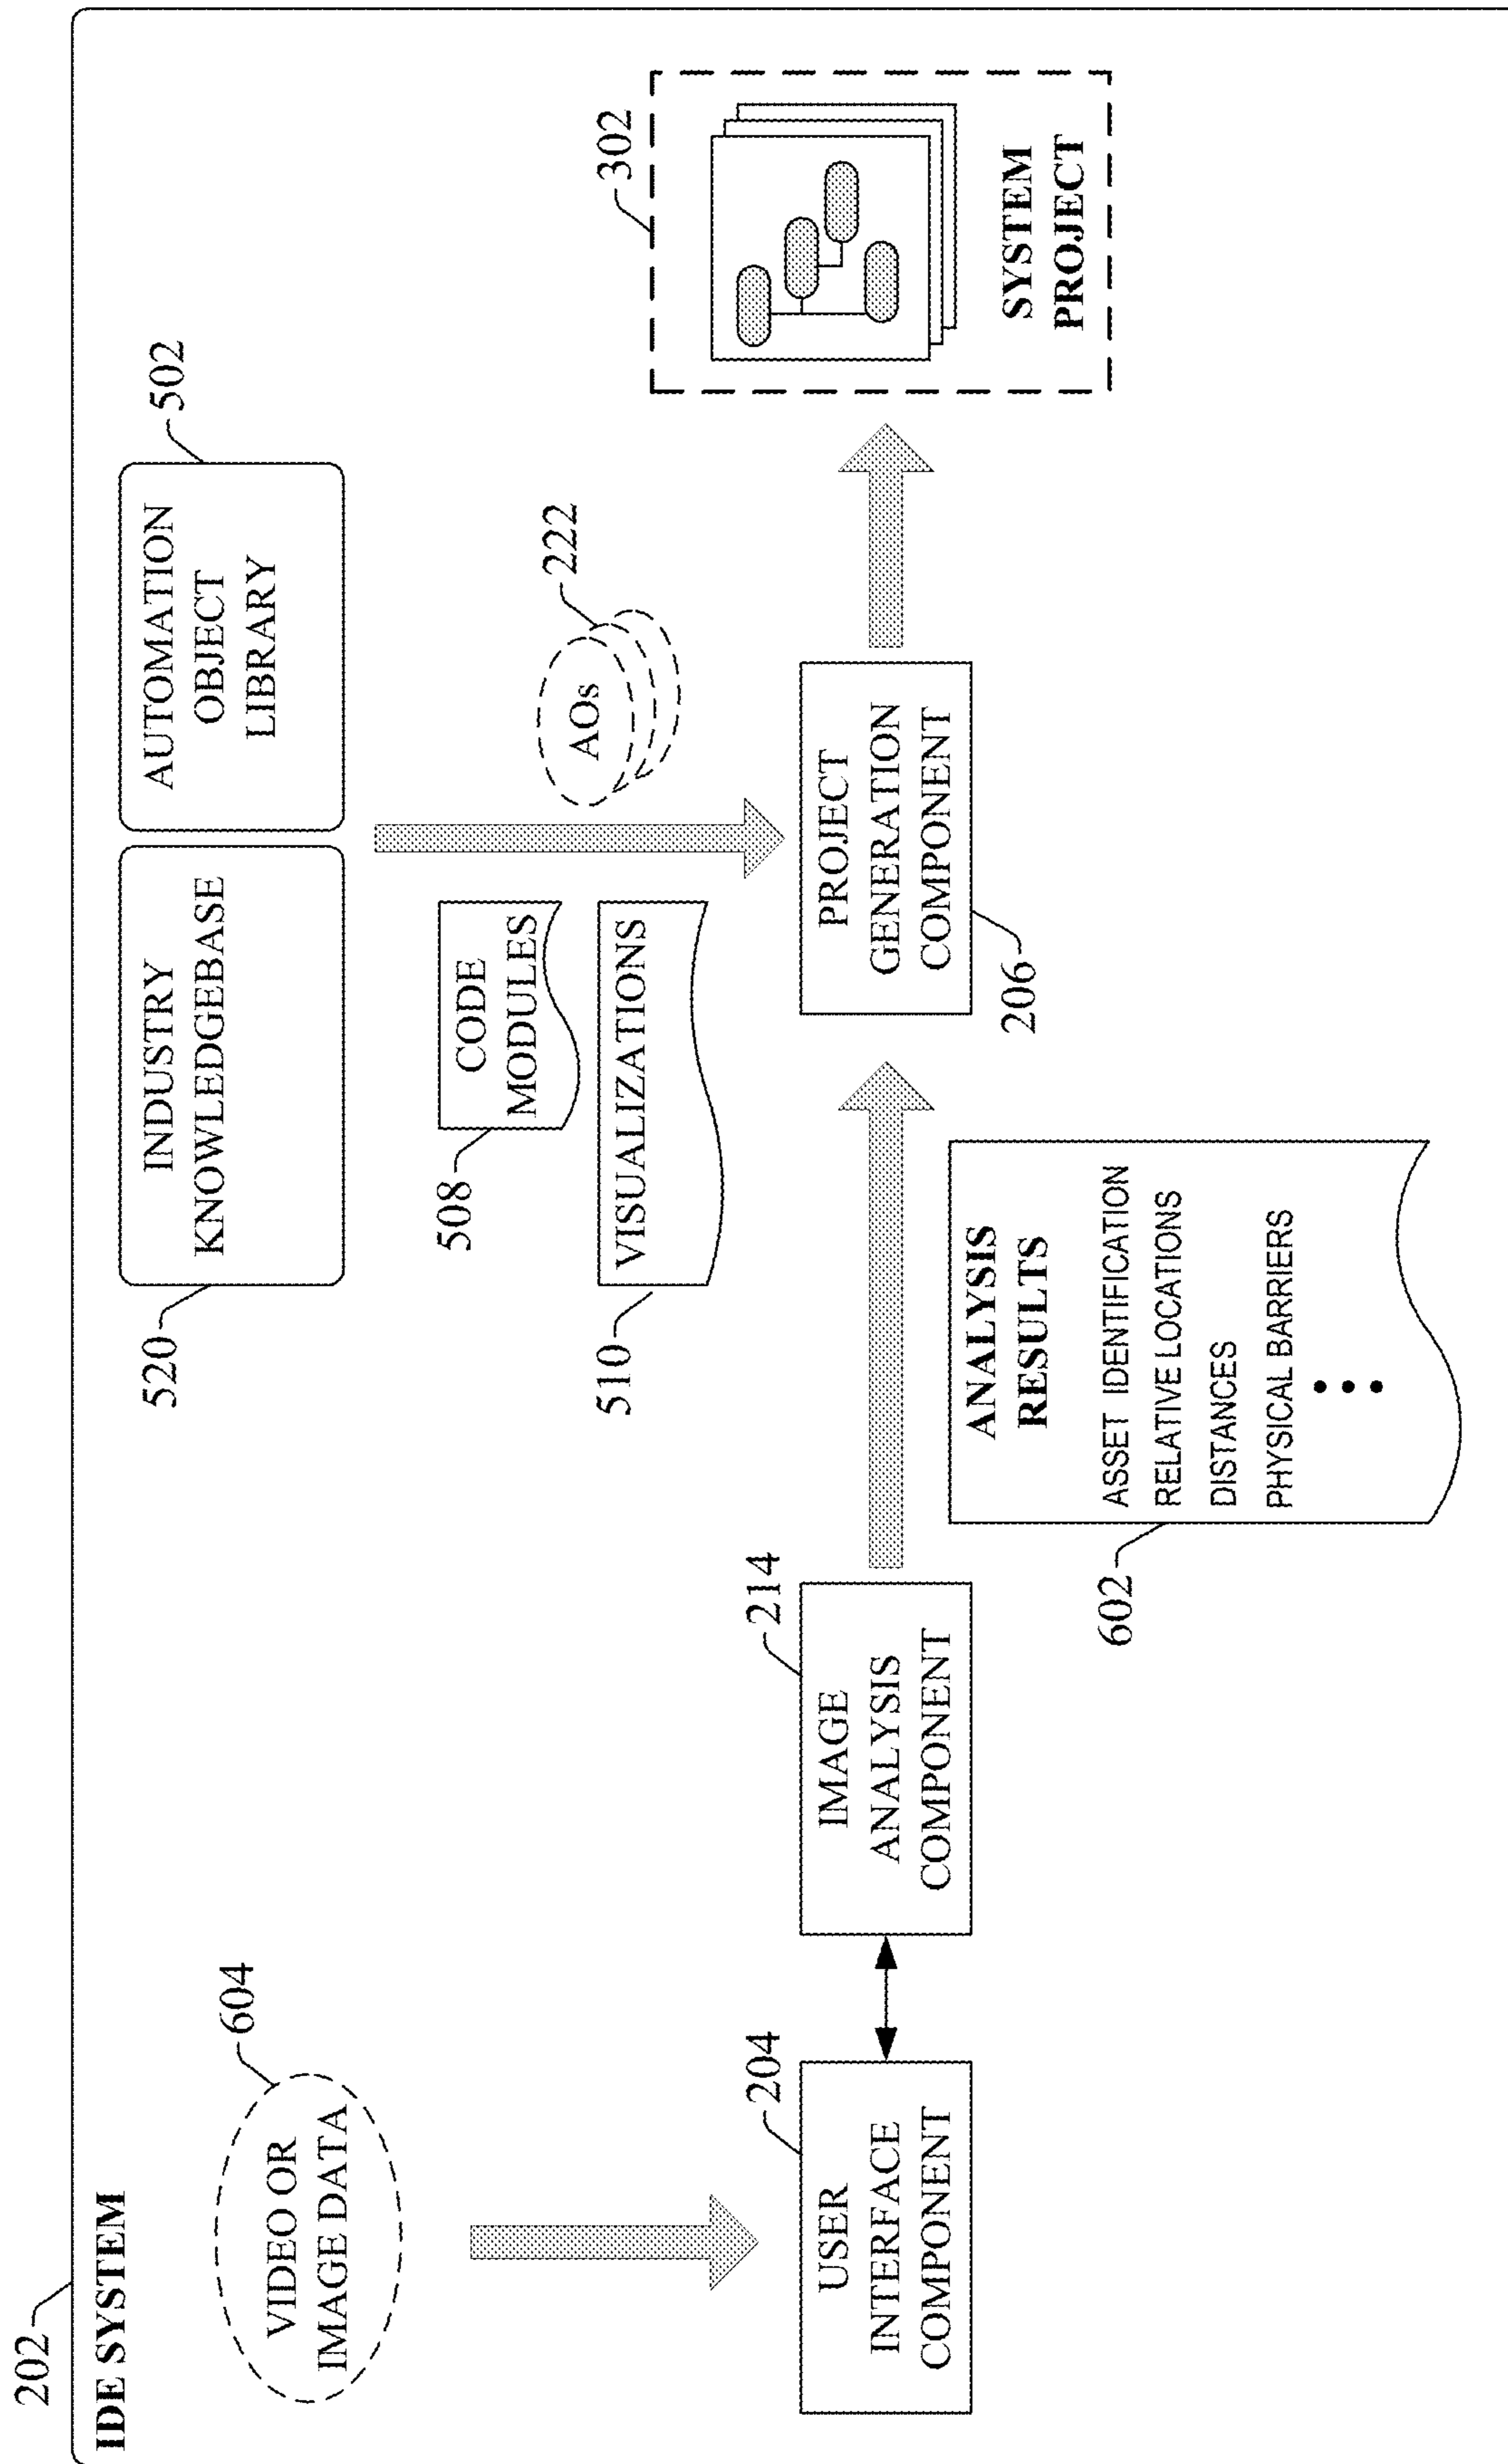 202
IDE SYSTEM
VIDEO OR
IMAGE DATA
604
520
INDUSTRY
KNOWLEDGEBASE
AUTOMATION
OBJECT
LIBRARY
502
508
CODE
MODULES
510
VISUALIZATIONS
AOs
222
204
USER
INTERFACE
COMPONENT
214
IMAGE
ANALYSIS
COMPONENT
602
ANALYSIS
RESULTS
ASSET IDENTIFICATION
RELATIVE LOCATIONS
DISTANCES
PHYSICAL BARRIERS
206
PROJECT
GENERATION
COMPONENT
302
SYSTEM
PROJECT